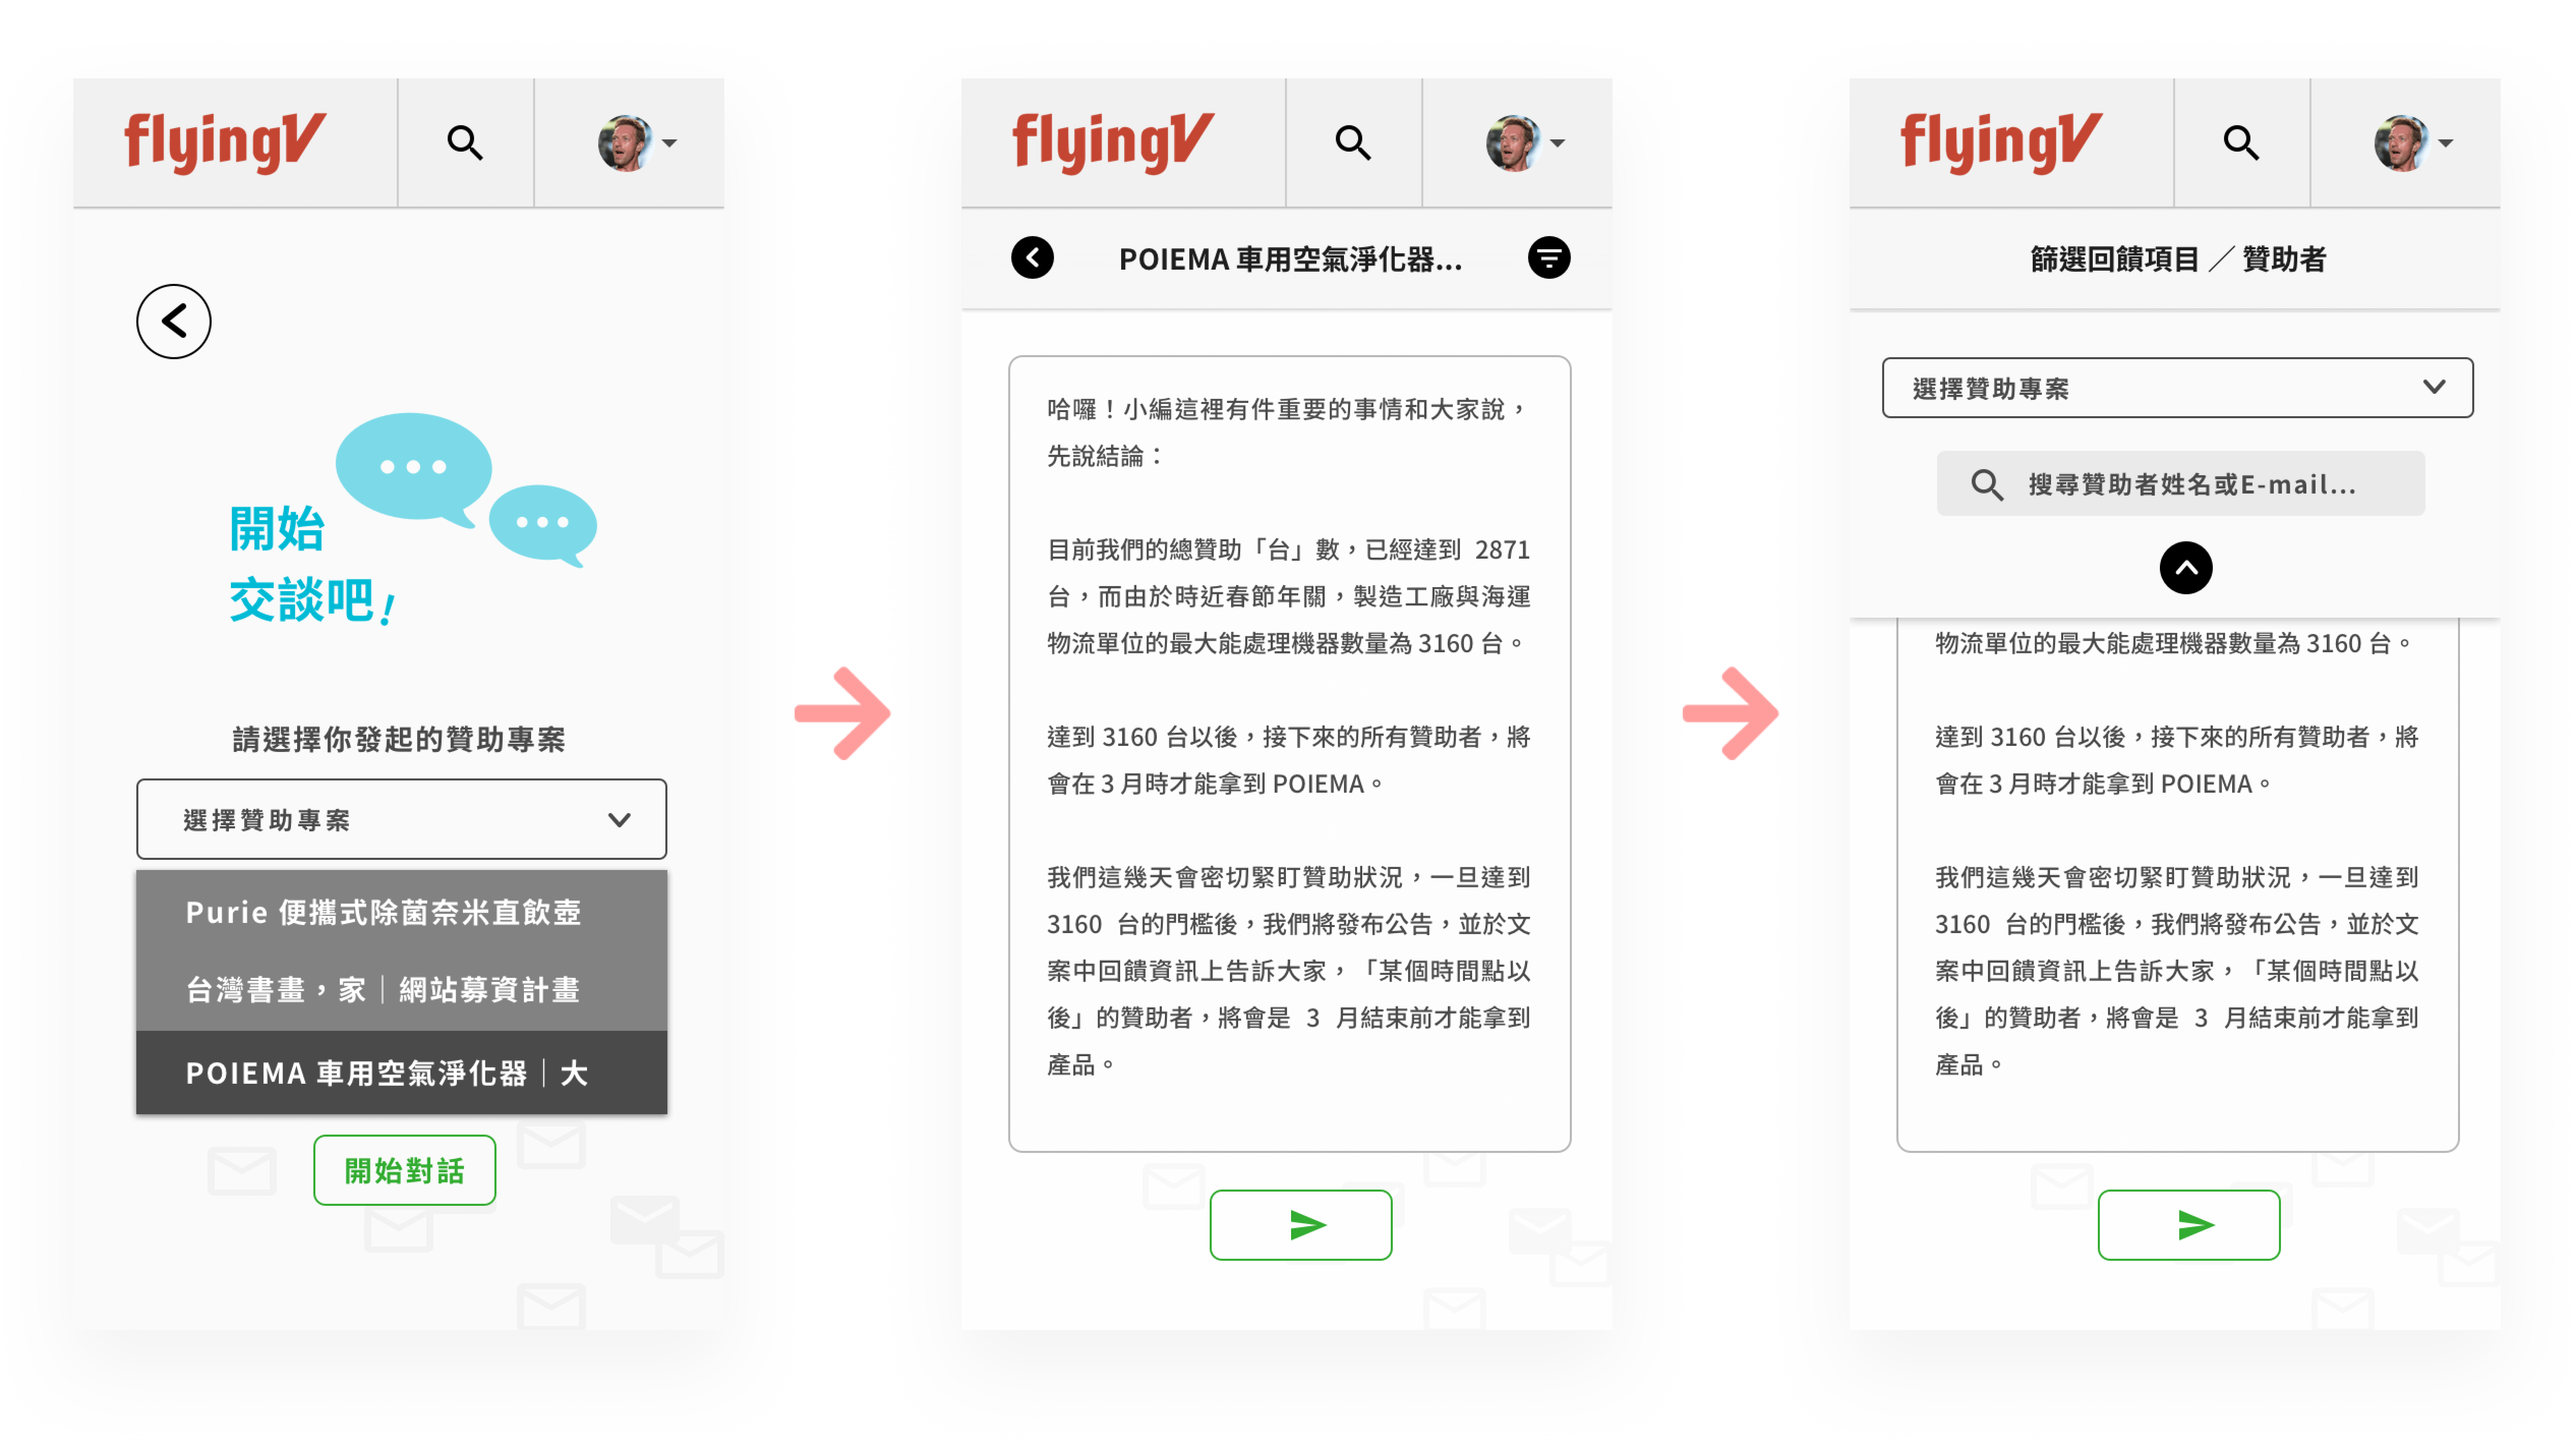 flyingV
開始
交談吧!
請選擇你發起的贊助專案
選擇贊助專案
Purie 便攜式除菌奈米直飲壺
台灣書畫，家｜網站募資計畫
POIEMA 車用空氣淨化器｜大
開始對話
flyingV
POIEMA 車用空氣淨化器...
哈囉！小編這裡有件重要的事情和大家說，
先說結論：
目前我們的總贊助「台」數，已經達到 2871
台，而由於時近春節年關，製造工廠與海運
物流單位的最大能處理機器數量為 3160 台。
達到 3160 台以後，接下來的所有贊助者，將
會在 3 月時才能拿到 POIEMA。
我們這幾天會密切緊盯贊助狀況，一旦達到
3160 台的門檻後，我們將發布公告，並於文
案中回饋資訊上告訴大家，「某個時間點以
後」的贊助者，將會是 3 月結束前才能拿到
產品。
flyingV
篩選回饋項目／贊助者
選擇贊助專案
搜尋贊助者姓名或E-mail...
物流單位的最大能處理機器數量為 3160 台。
達到 3160 台以後，接下來的所有贊助者，將
會在 3 月時才能拿到 POIEMA。
我們這幾天會密切緊盯贊助狀況，一旦達到
3160 台的門檻後，我們將發布公告，並於文
案中回饋資訊上告訴大家，「某個時間點以
後」的贊助者，將會是 3 月結束前才能拿到
產品。